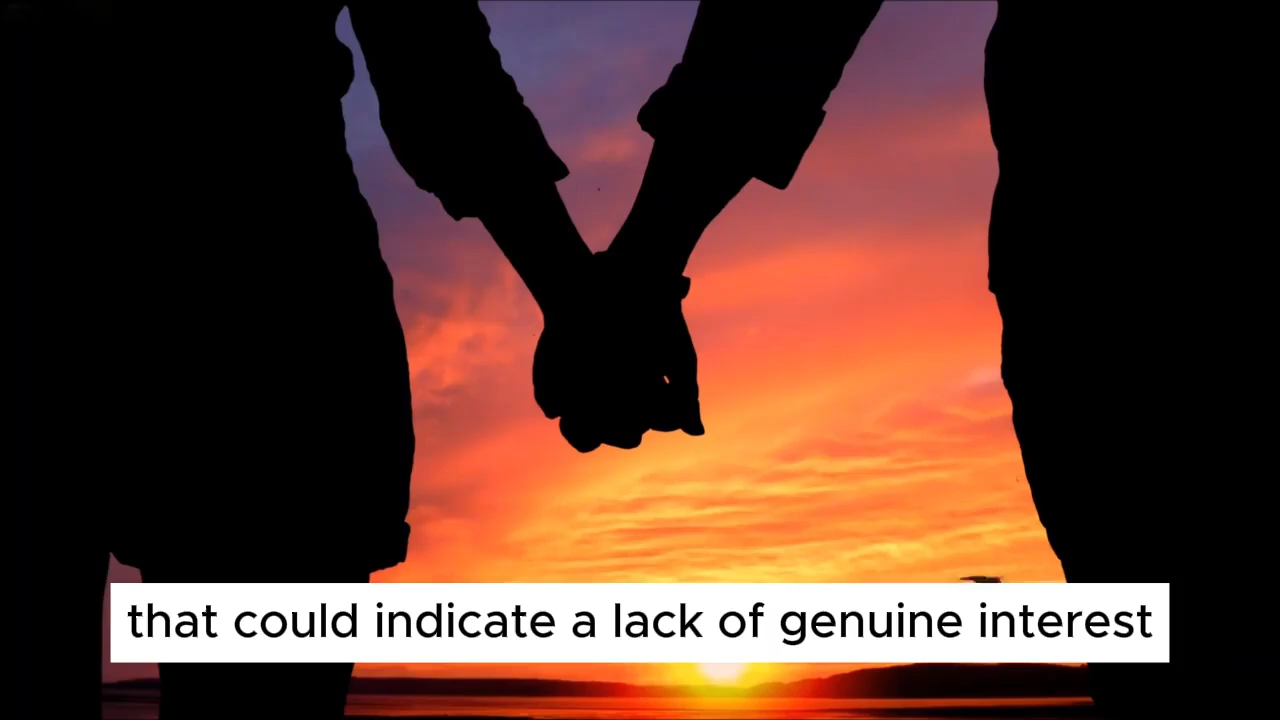 that could indicate a lack of genuine interest